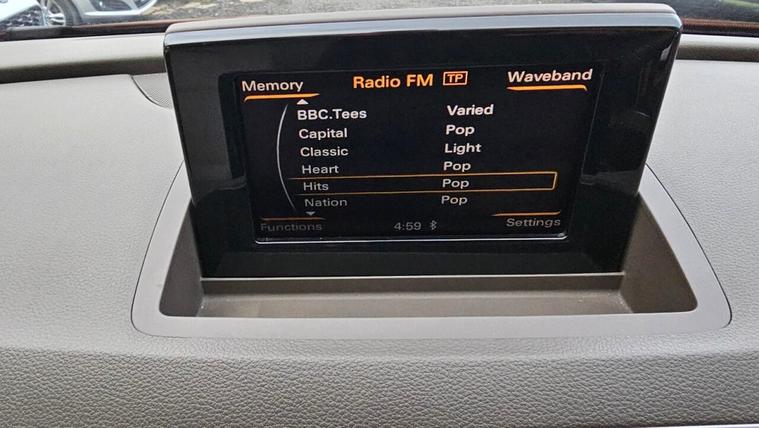 Memory Radio FM TP Waveband
BBC.Tees Varied
Capital Pop
Classic Light
Heart Pop
Hits Pop
Nation Pop
Functions 4:59 Settings